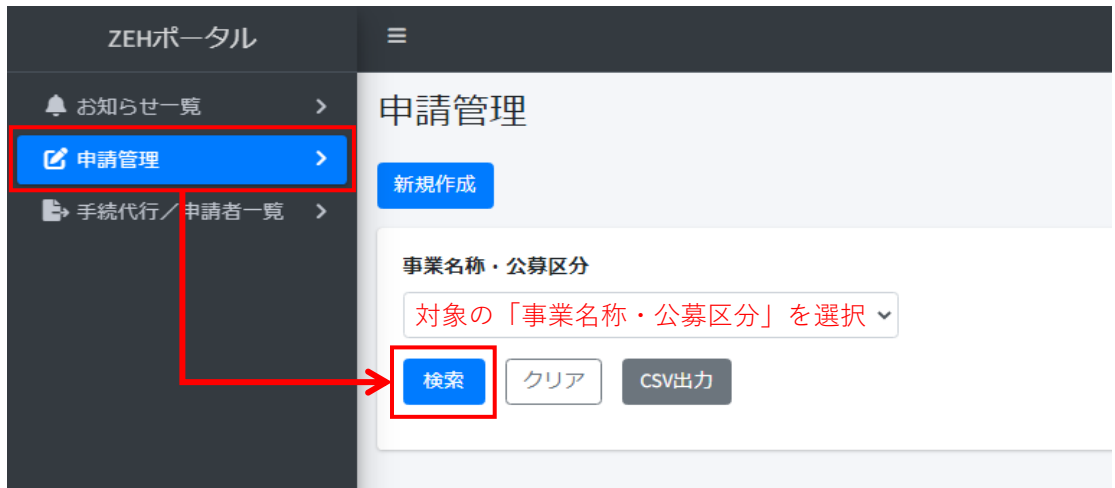 ZEHポータル
お知らせ一覧
申請管理
手続代行／申請者一覧
申請管理
新規作成
事業名称・公募区分
対象の「事業名称・公募区分」を選択
検索 クリア CSV出力